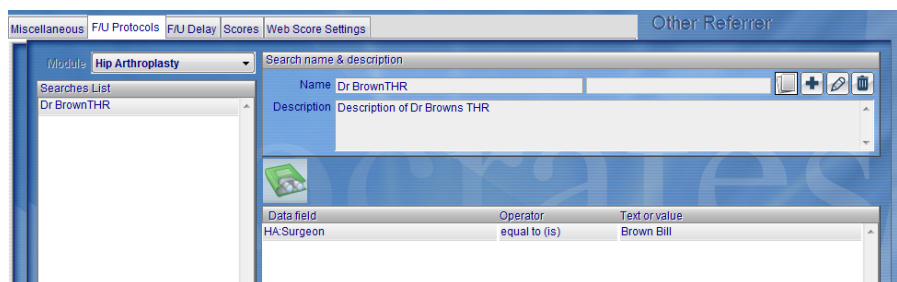 Other Referrer
Miscellaneous F/U Protocols F/U Delay Scores Web Score Settings
Module Hip Arthroplasty
Searches List
Dr BrownTHR
Search name & description
Name Dr BrownTHR
Description Description of Dr Browns THR
ocrates
Data field Operator Text or value
HA:Surgeon equal to (is) Brown Bill